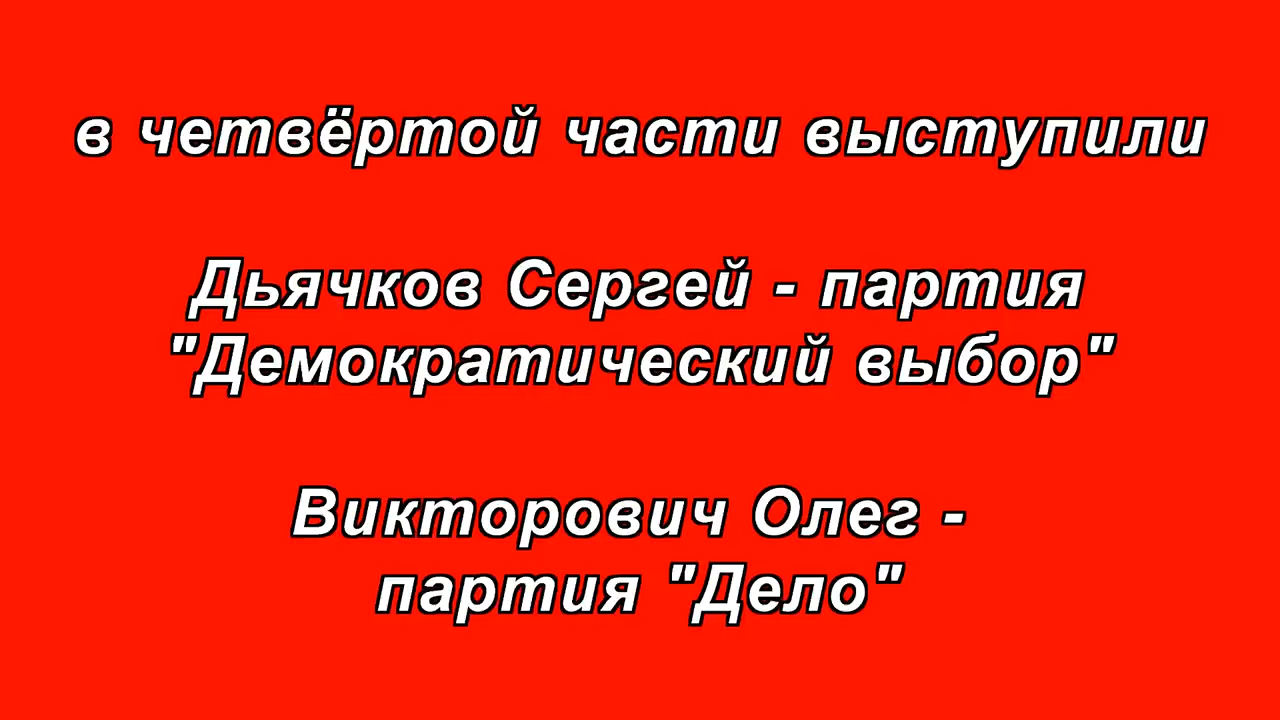 в четвёртой части выступили
Дьячков Сергей - партия
"Демократический выбор"
Викторович Олег -
партия "Дело"